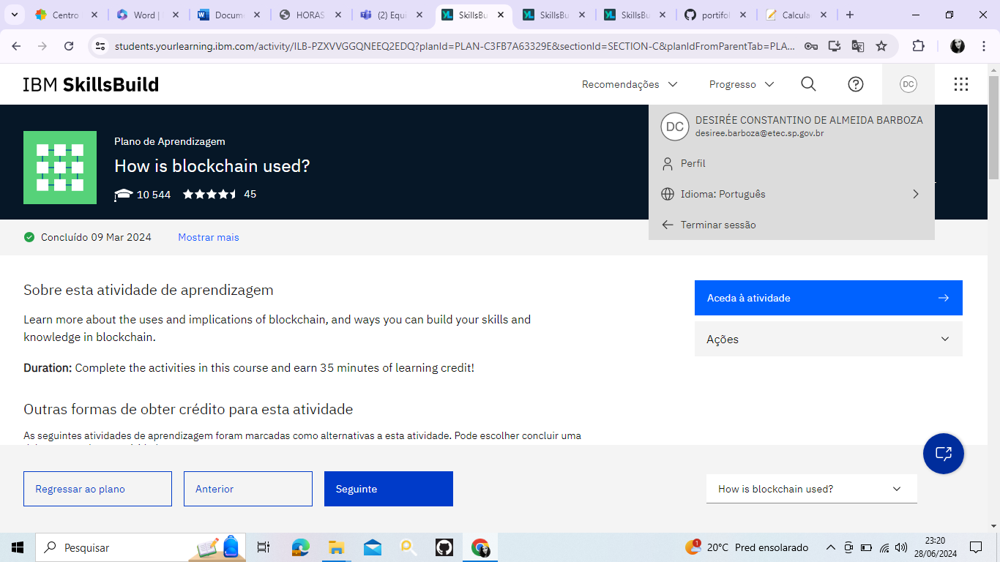 Centro
Word |
Docum
HORAS
(2) Equi
SkillsBu
SkillsBu
SkillsBu
portifol
Calcula
students.yourlearning.ibm.com/activity/ILB-PZXVVGGQNEEQ2EDQ?planId=PLAN-C3FB7A63329E&sectionId=SECTION-C&planIdFromParentTab=PLA...
IBM SkillsBuild
Recomendações
Progresso
DC
DC
DESIRÉE CONSTANTINO DE ALMEIDA BARBOZA
desiree.barboza@etec.sp.gov.br
Perfil
Idioma: Português
Terminar sessão
Plano de Aprendizagem
How is blockchain used?
10 544
45
Concluído 09 Mar 2024
Mostrar mais
Sobre esta atividade de aprendizagem
Learn more about the uses and implications of blockchain, and ways you can build your skills and
knowledge in blockchain.
Duration: Complete the activities in this course and earn 35 minutes of learning credit!
Aceda à atividade
Ações
Outras formas de obter crédito para esta atividade
As seguintes atividades de aprendizagem foram marcadas como alternativas a esta atividade. Pode escolher concluir uma
Regressar ao plano
Anterior
Seguinte
How is blockchain used?
Pesquisar
1
20°C Pred ensolarado
23:20
28/06/2024